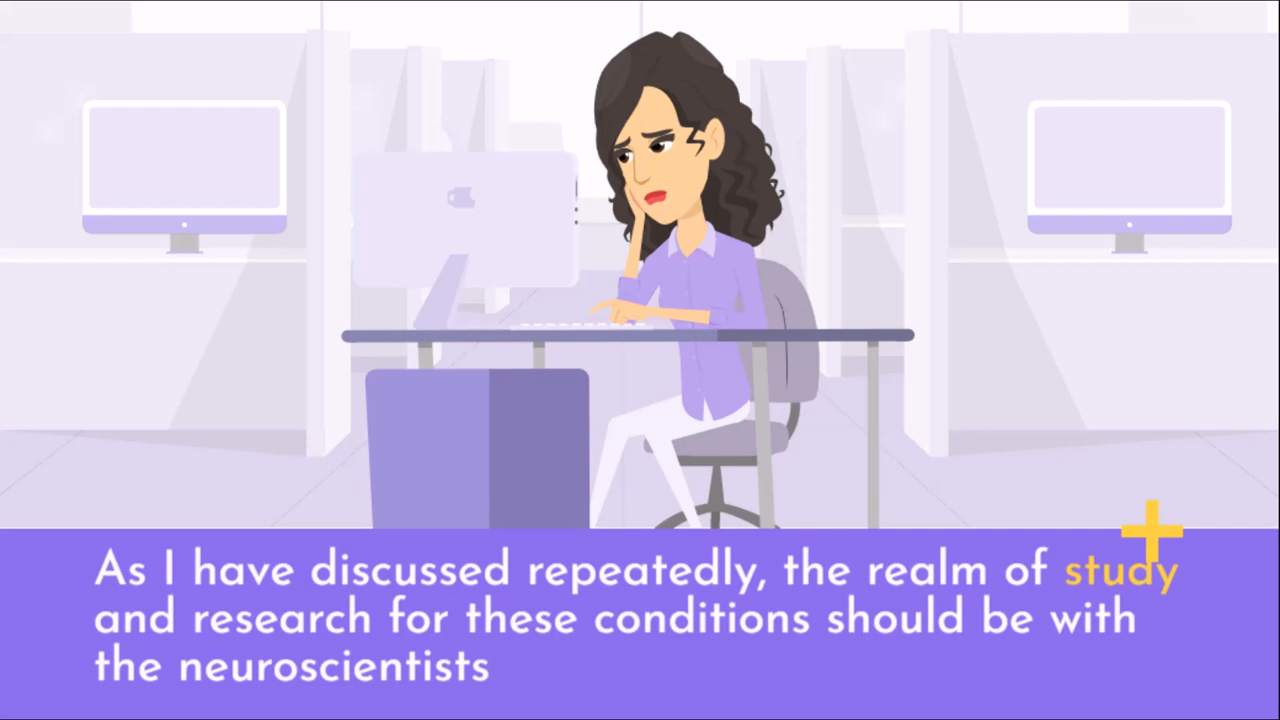 As I have discussed repeatedly, the realm of study
and research for these conditions should be with
the neuroscientists